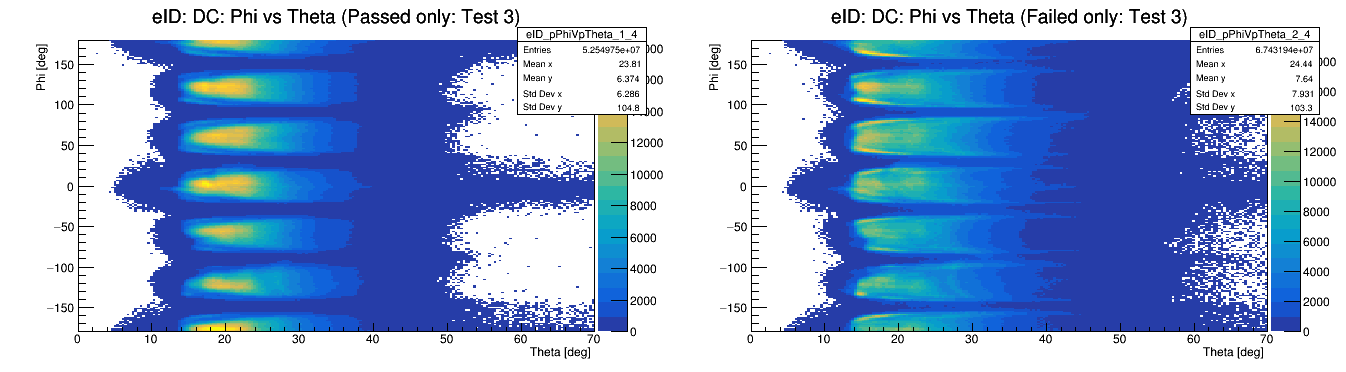 eID: DC: Phi vs Theta (Passed only: Test 3)
eID_pPhiVpTheta_1_4
Entries 5.254975e+07
Mean x 23.81
Mean y 6.374
Std Dev x 6.286
Std Dev y 104.8
Phi [deg]
150
100
50
0
−50
−100
−150
0 10 20 30 40 50 60 70
Theta [deg]
000
000
000
12000
10000
8000
6000
4000
2000
0
eID: DC: Phi vs Theta (Failed only: Test 3)
eID_pPhiVpTheta_2_4
Entries 6.743194e+07
Mean x 24.44
Mean y 7.64
Std Dev x 7.931
Std Dev y 103.3
Phi [deg]
150
100
50
0
−50
−100
−150
0 10 20 30 40 50 60 70
Theta [deg]
000
000
14000
12000
10000
8000
6000
4000
2000
0